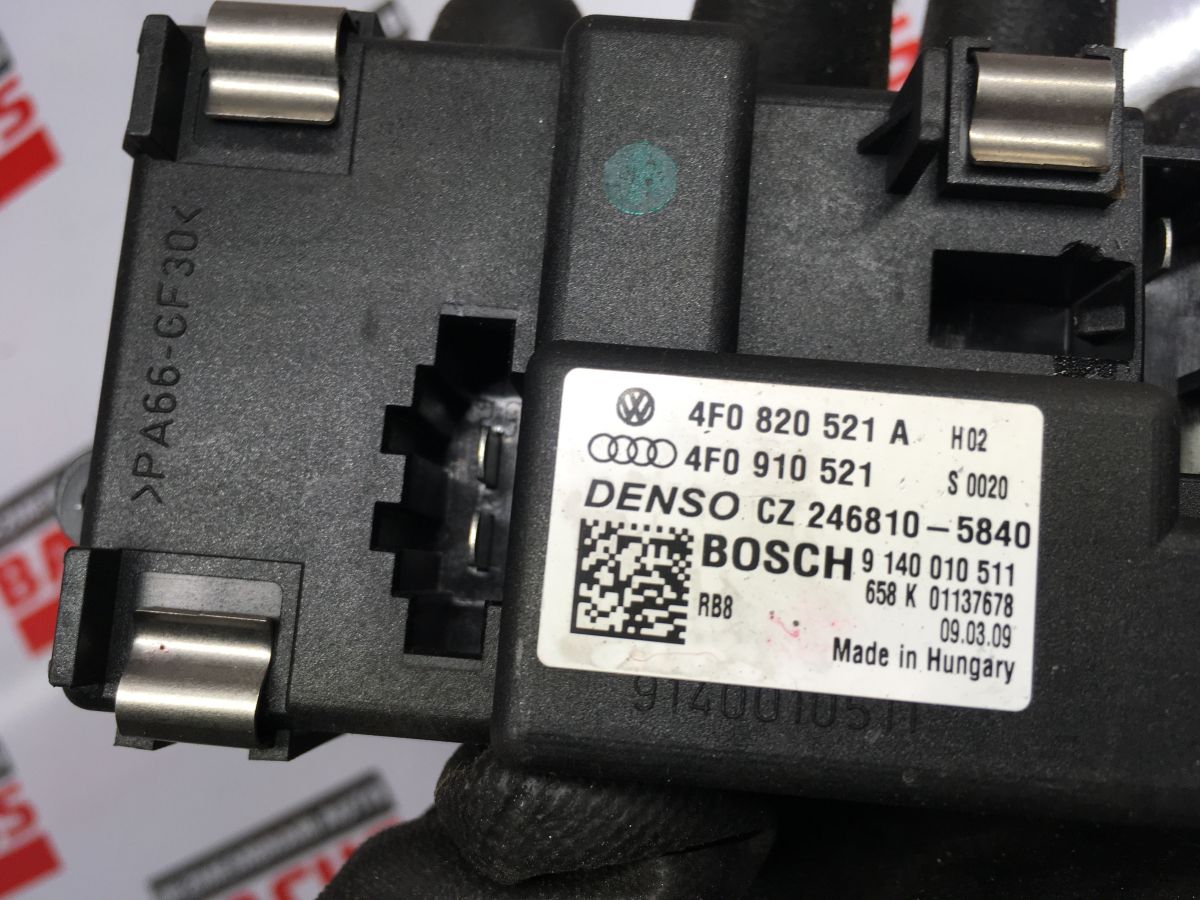 >PA66-GF30<
4F0 820 521 A H02
4F0 910 521 S 0020
DENSO CZ 246810-5840
BOSCH 9 140 010 511
658 K 01137678
RB8
09.03.09
Made in Hungary
9140010511